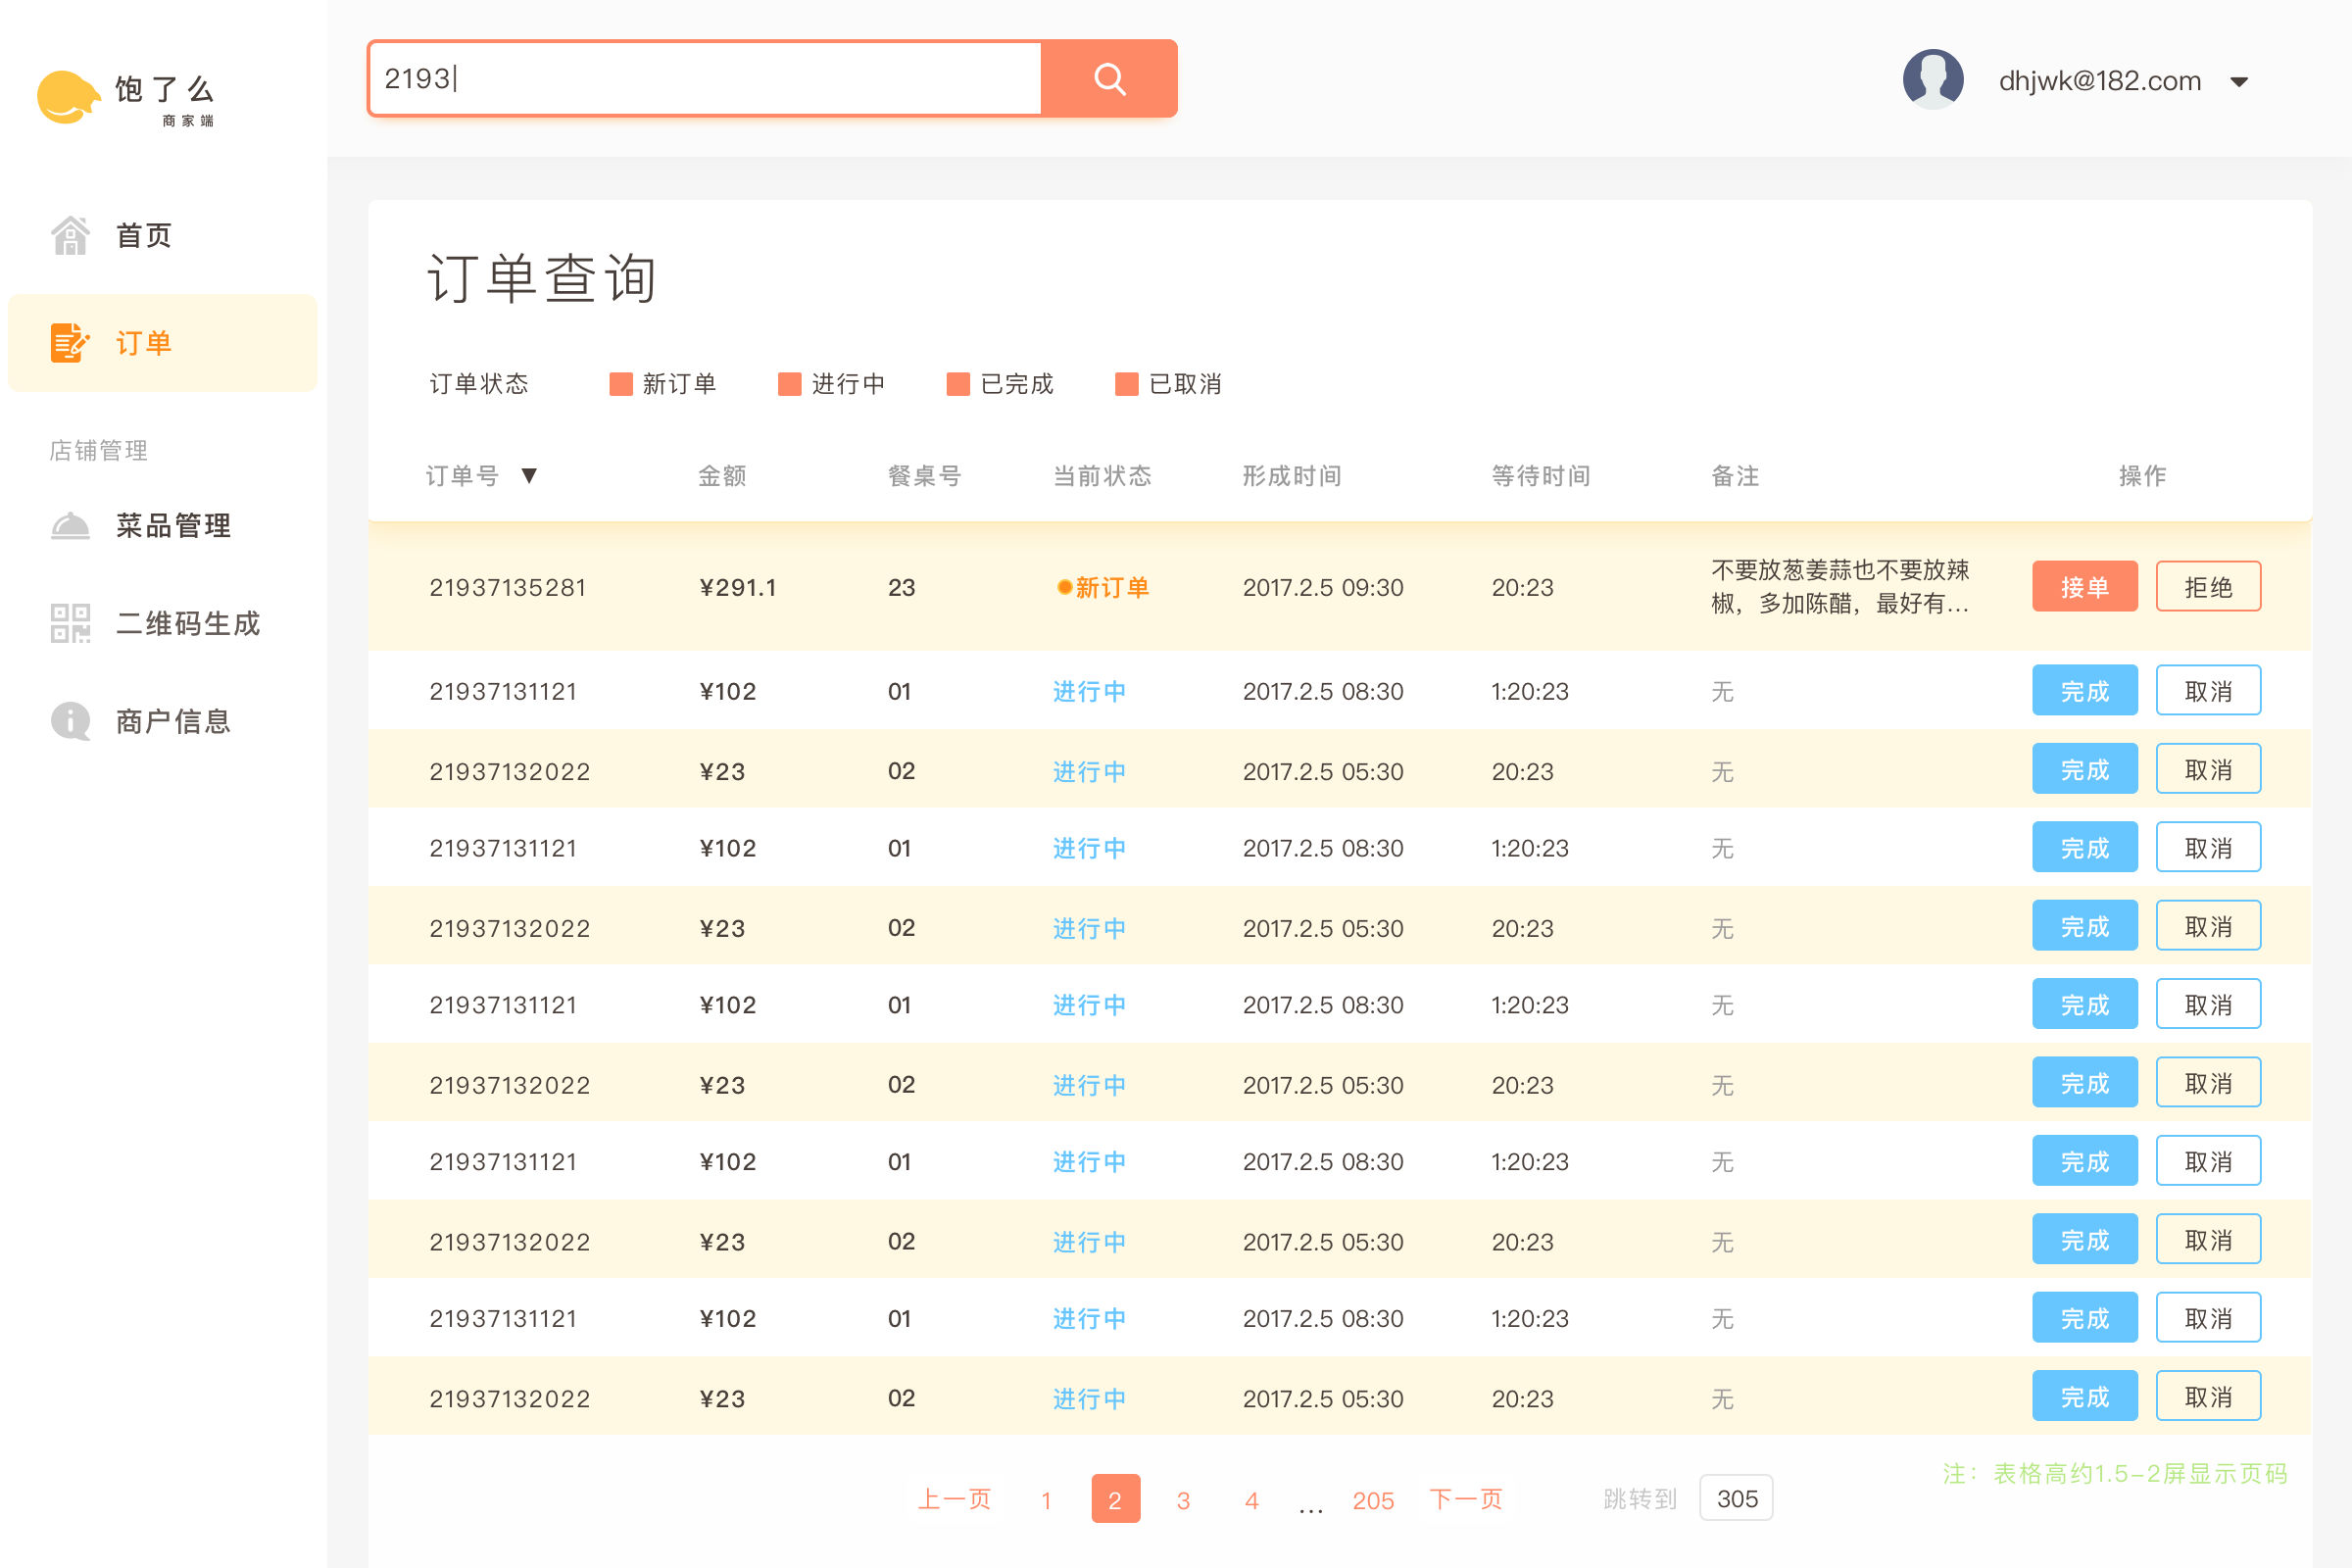 饱了么
商家端
2193
dhjwk@182.com
首页
订单
店铺管理
菜品管理
二维码生成
商户信息
订单查询
订单状态 新订单 进行中 已完成 已取消
订单号 ▼ 金额 餐桌号 当前状态 形成时间 等待时间 备注 操作
21937135281 ¥291.1 23 新订单 2017.2.5 09:30 20:23 不要放葱姜蒜也不要放辣 接单 拒绝
椒，多加陈醋，最好有...
21937131121 ¥102 01 进行中 2017.2.5 08:30 1:20:23 无 完成 取消
21937132022 ¥23 02 进行中 2017.2.5 05:30 20:23 无 完成 取消
21937131121 ¥102 01 进行中 2017.2.5 08:30 1:20:23 无 完成 取消
21937132022 ¥23 02 进行中 2017.2.5 05:30 20:23 无 完成 取消
21937131121 ¥102 01 进行中 2017.2.5 08:30 1:20:23 无 完成 取消
21937132022 ¥23 02 进行中 2017.2.5 05:30 20:23 无 完成 取消
21937131121 ¥102 01 进行中 2017.2.5 08:30 1:20:23 无 完成 取消
21937132022 ¥23 02 进行中 2017.2.5 05:30 20:23 无 完成 取消
21937131121 ¥102 01 进行中 2017.2.5 08:30 1:20:23 无 完成 取消
21937132022 ¥23 02 进行中 2017.2.5 05:30 20:23 无 完成 取消
注：表格高约1.5-2屏显示页码
上一页 1 2 3 4 ... 205 下一页 跳转到 305